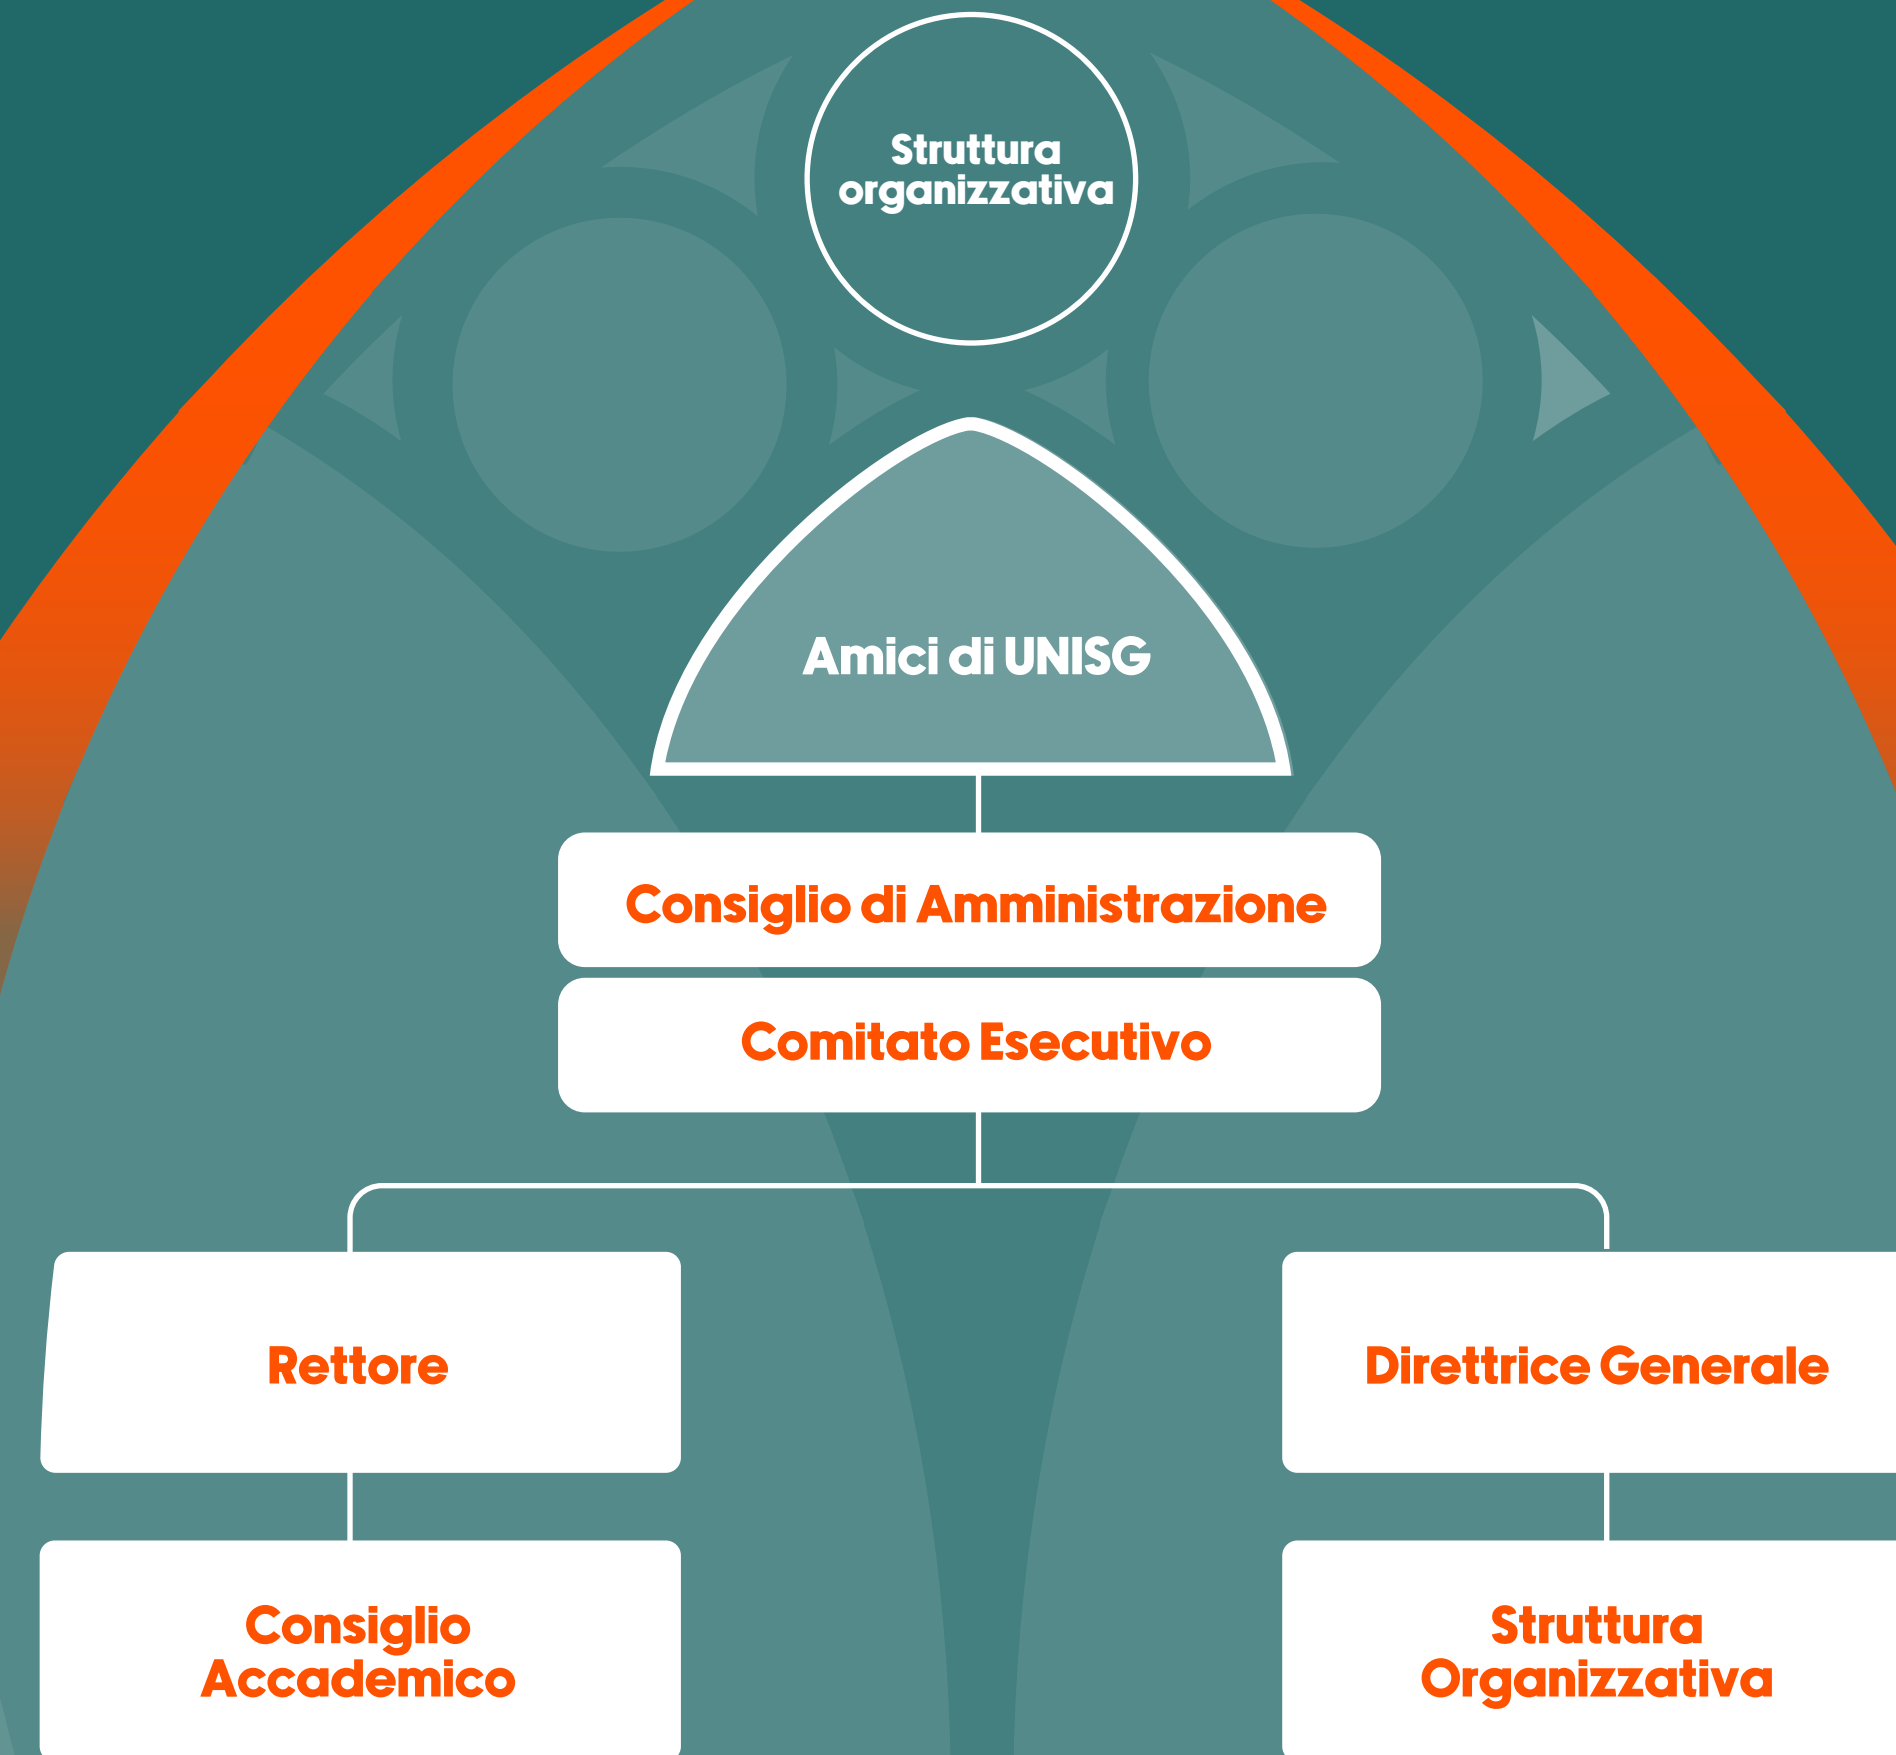 Struttura
organizzativa
Amici di UNISG
Consiglio di Amministrazione
Comitato Esecutivo
Rettore
Direttrice Generale
Consiglio
Accademico
Struttura
Organizzativa